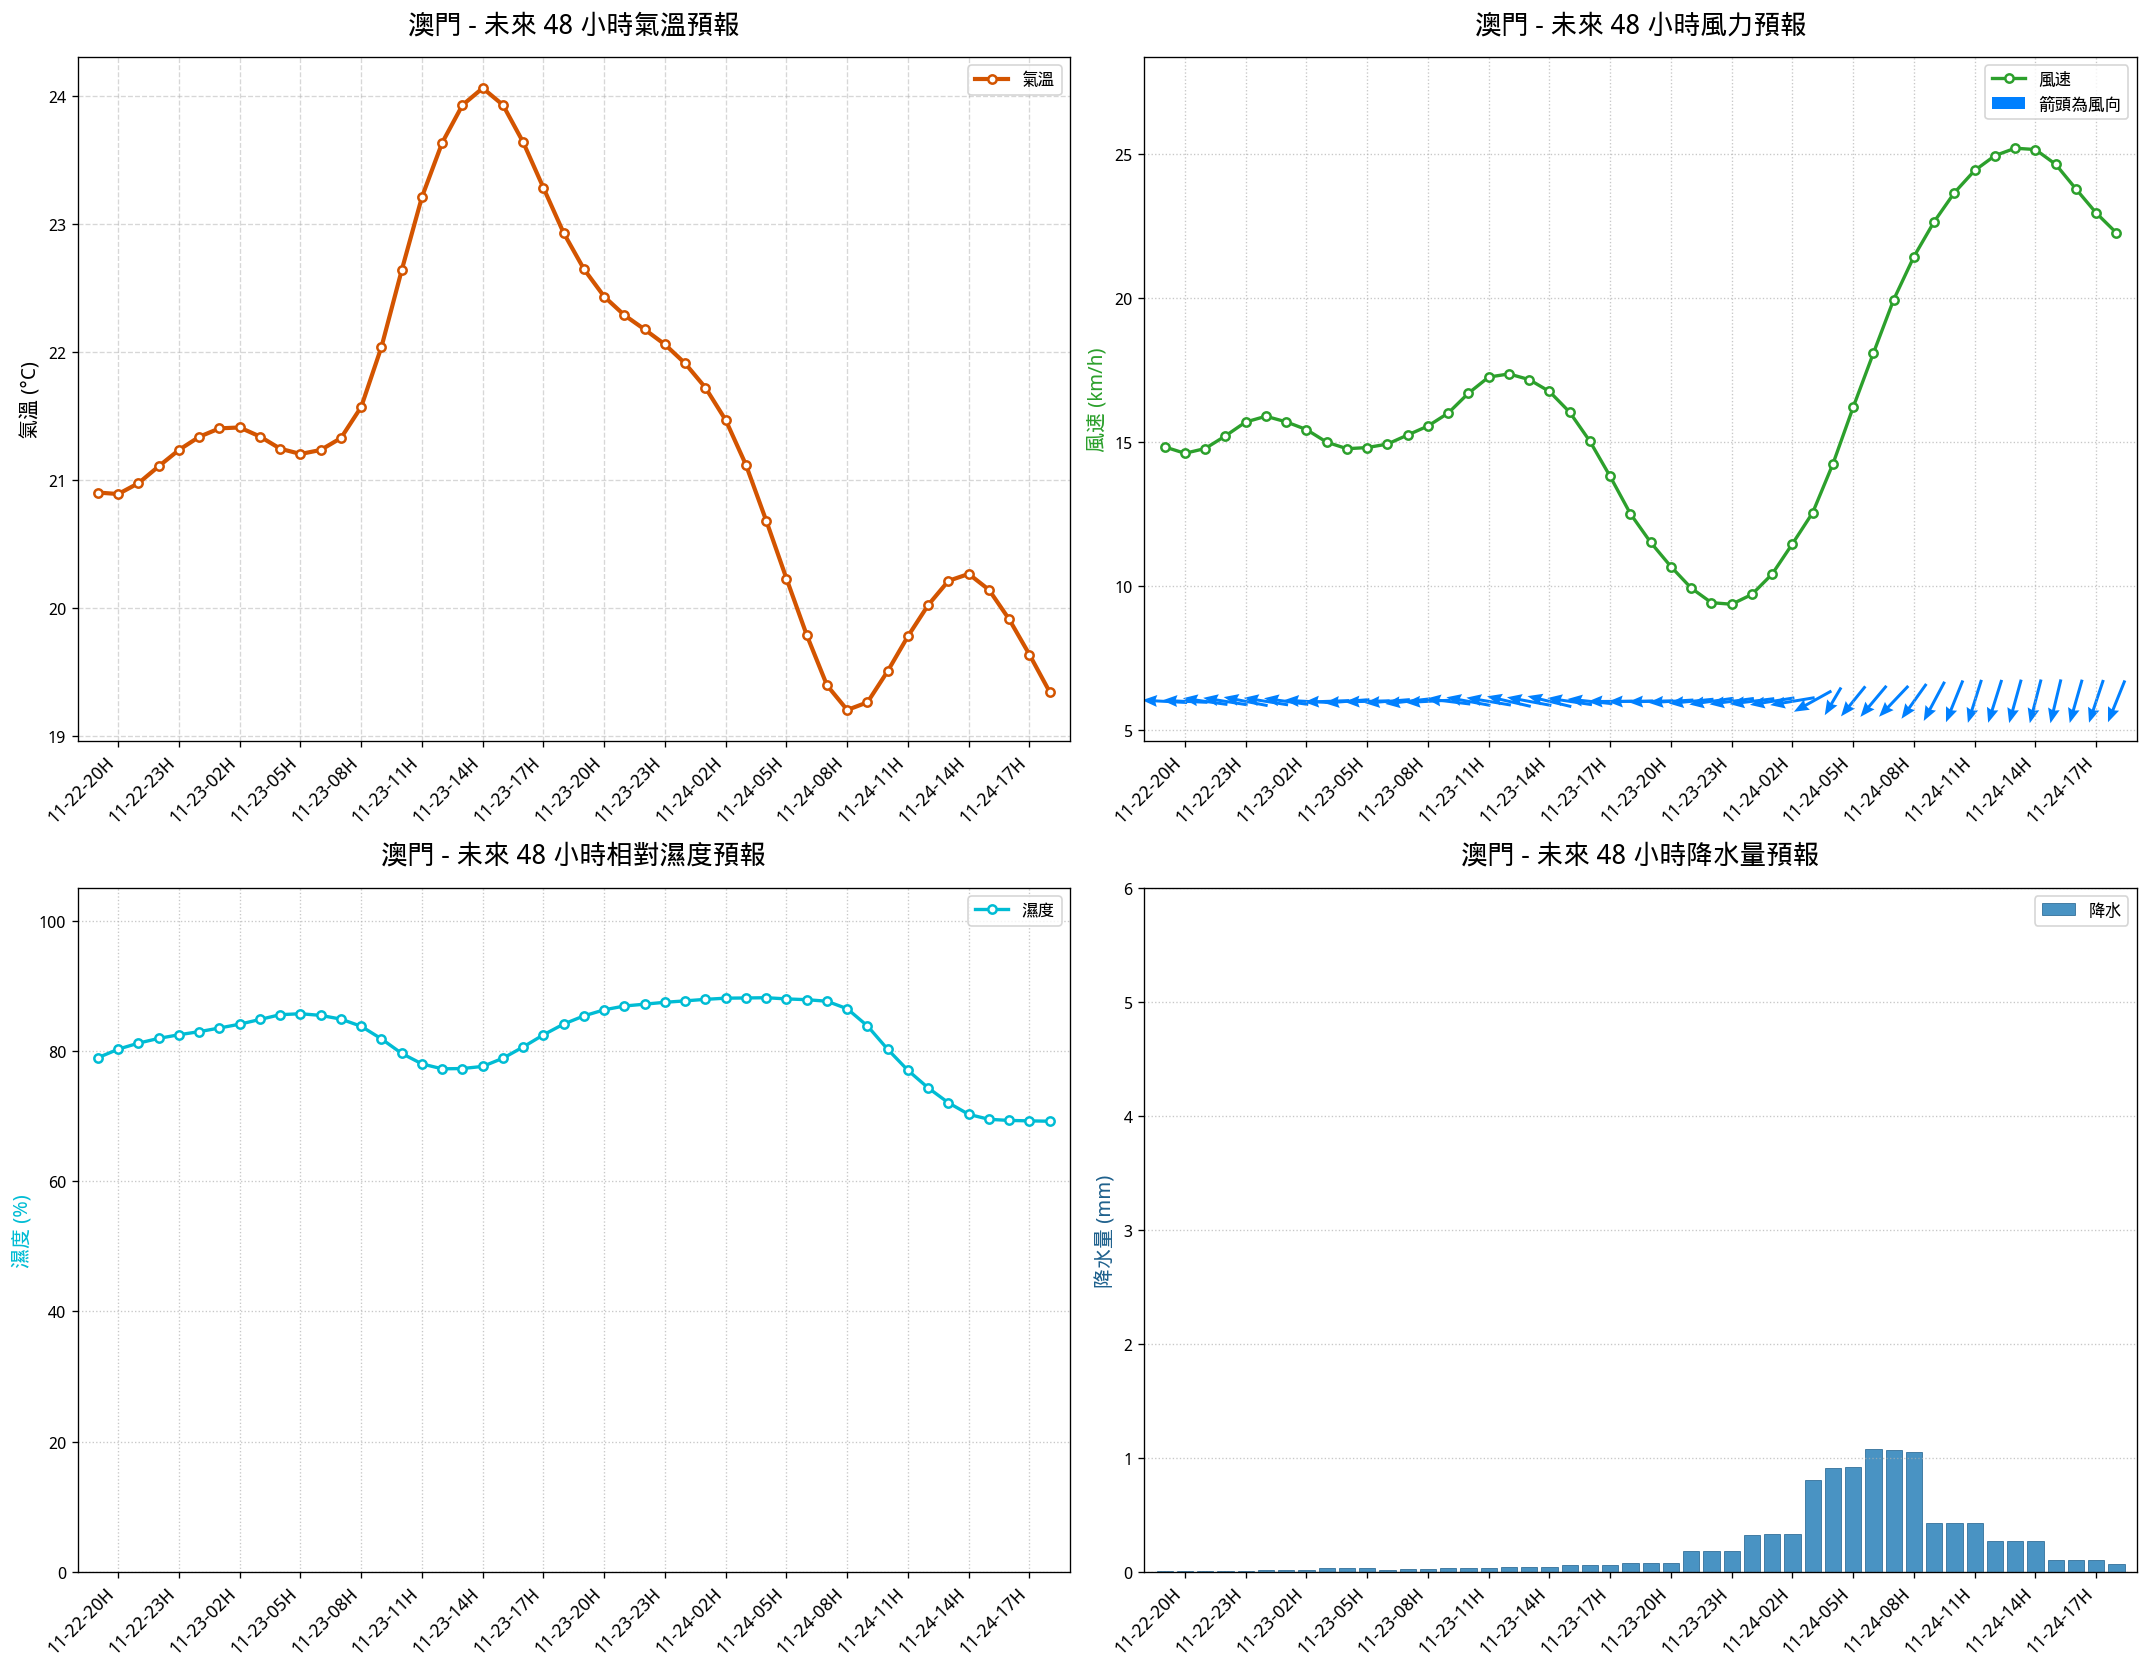 澳門 - 未來 48 小時氣溫預報
氣溫
氣溫 (°C)
24
23
22
21
20
19
11-22-20H
11-22-23H
11-23-02H
11-23-05H
11-23-08H
11-23-11H
11-23-14H
11-23-17H
11-23-20H
11-23-23H
11-24-02H
11-24-05H
11-24-08H
11-24-11H
11-24-14H
11-24-17H
澳門 - 未來 48 小時風力預報
風速
箭頭為風向
風速 (km/h)
25
20
15
10
5
11-22-20H
11-22-23H
11-23-02H
11-23-05H
11-23-08H
11-23-11H
11-23-14H
11-23-17H
11-23-20H
11-23-23H
11-24-02H
11-24-05H
11-24-08H
11-24-11H
11-24-14H
11-24-17H
澳門 - 未來 48 小時相對濕度預報
濕度
濕度 (%)
100
80
60
40
20
0
11-22-20H
11-22-23H
11-23-02H
11-23-05H
11-23-08H
11-23-11H
11-23-14H
11-23-17H
11-23-20H
11-23-23H
11-24-02H
11-24-05H
11-24-08H
11-24-11H
11-24-14H
11-24-17H
澳門 - 未來 48 小時降水量預報
降水
降水量 (mm)
6
5
4
3
2
1
0
11-22-20H
11-22-23H
11-23-02H
11-23-05H
11-23-08H
11-23-11H
11-23-14H
11-23-17H
11-23-20H
11-23-23H
11-24-02H
11-24-05H
11-24-08H
11-24-11H
11-24-14H
11-24-17H